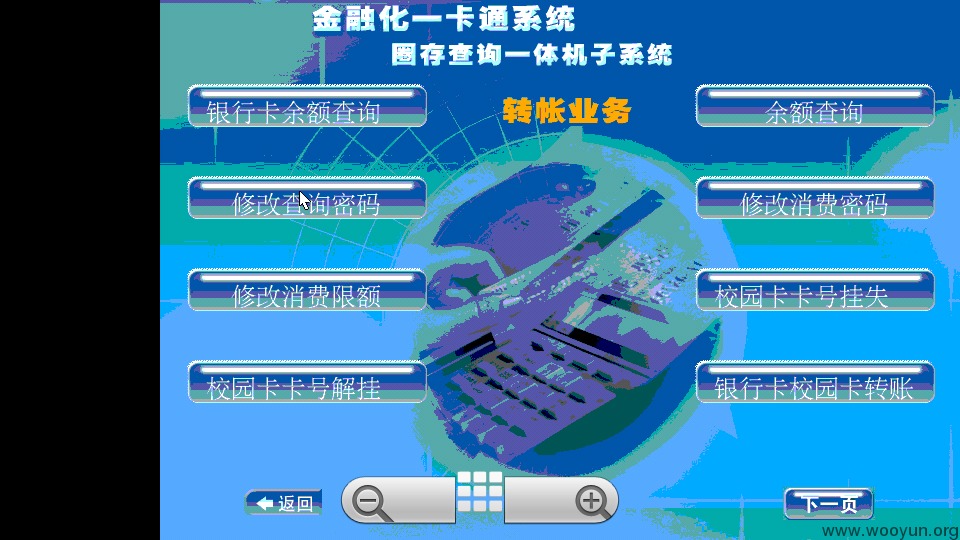 金融化一卡通系统
圈存查询一体机子系统
转帐业务
银行卡余额查询
余额查询
修改查询密码
修改消费密码
修改消费限额
校园卡卡号挂失
校园卡卡号解挂
银行卡校园卡转账
返回
下一页
www.wooyun.org